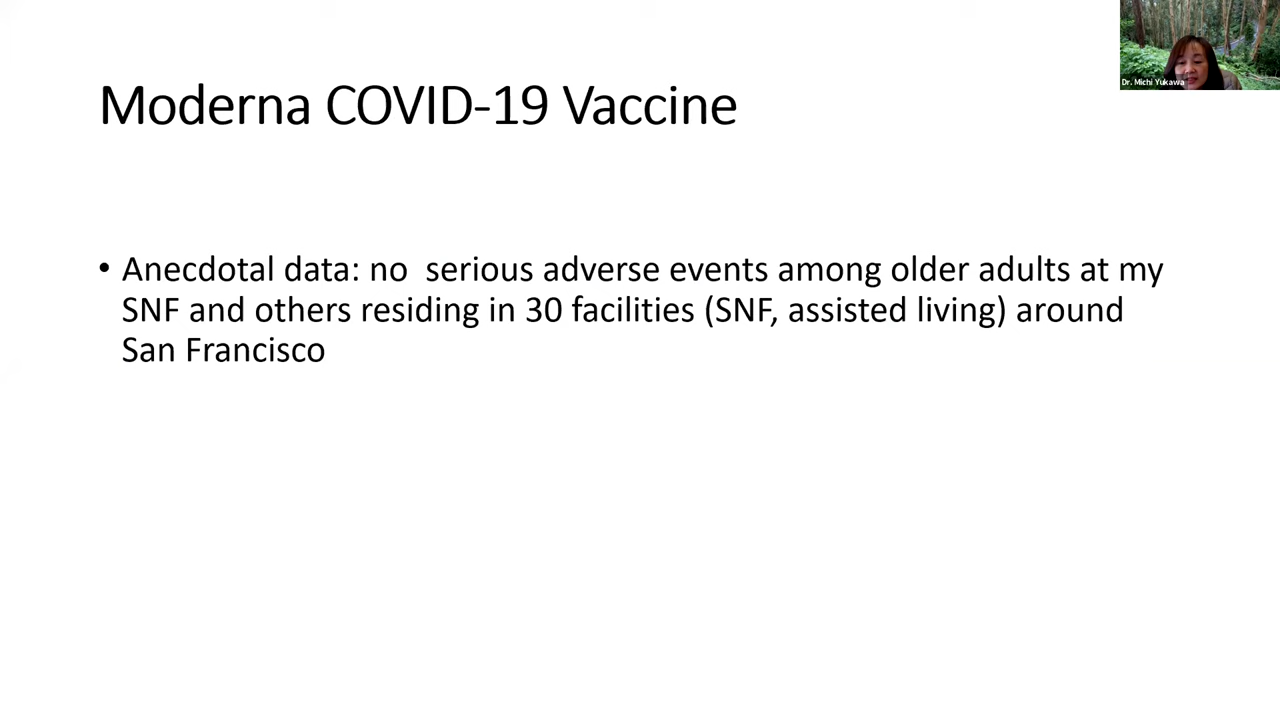 Dr. Michi Yukawa
Moderna COVID-19 Vaccine
• Anecdotal data: no  serious adverse events among older adults at my
SNF and others residing in 30 facilities (SNF, assisted living) around
San Francisco